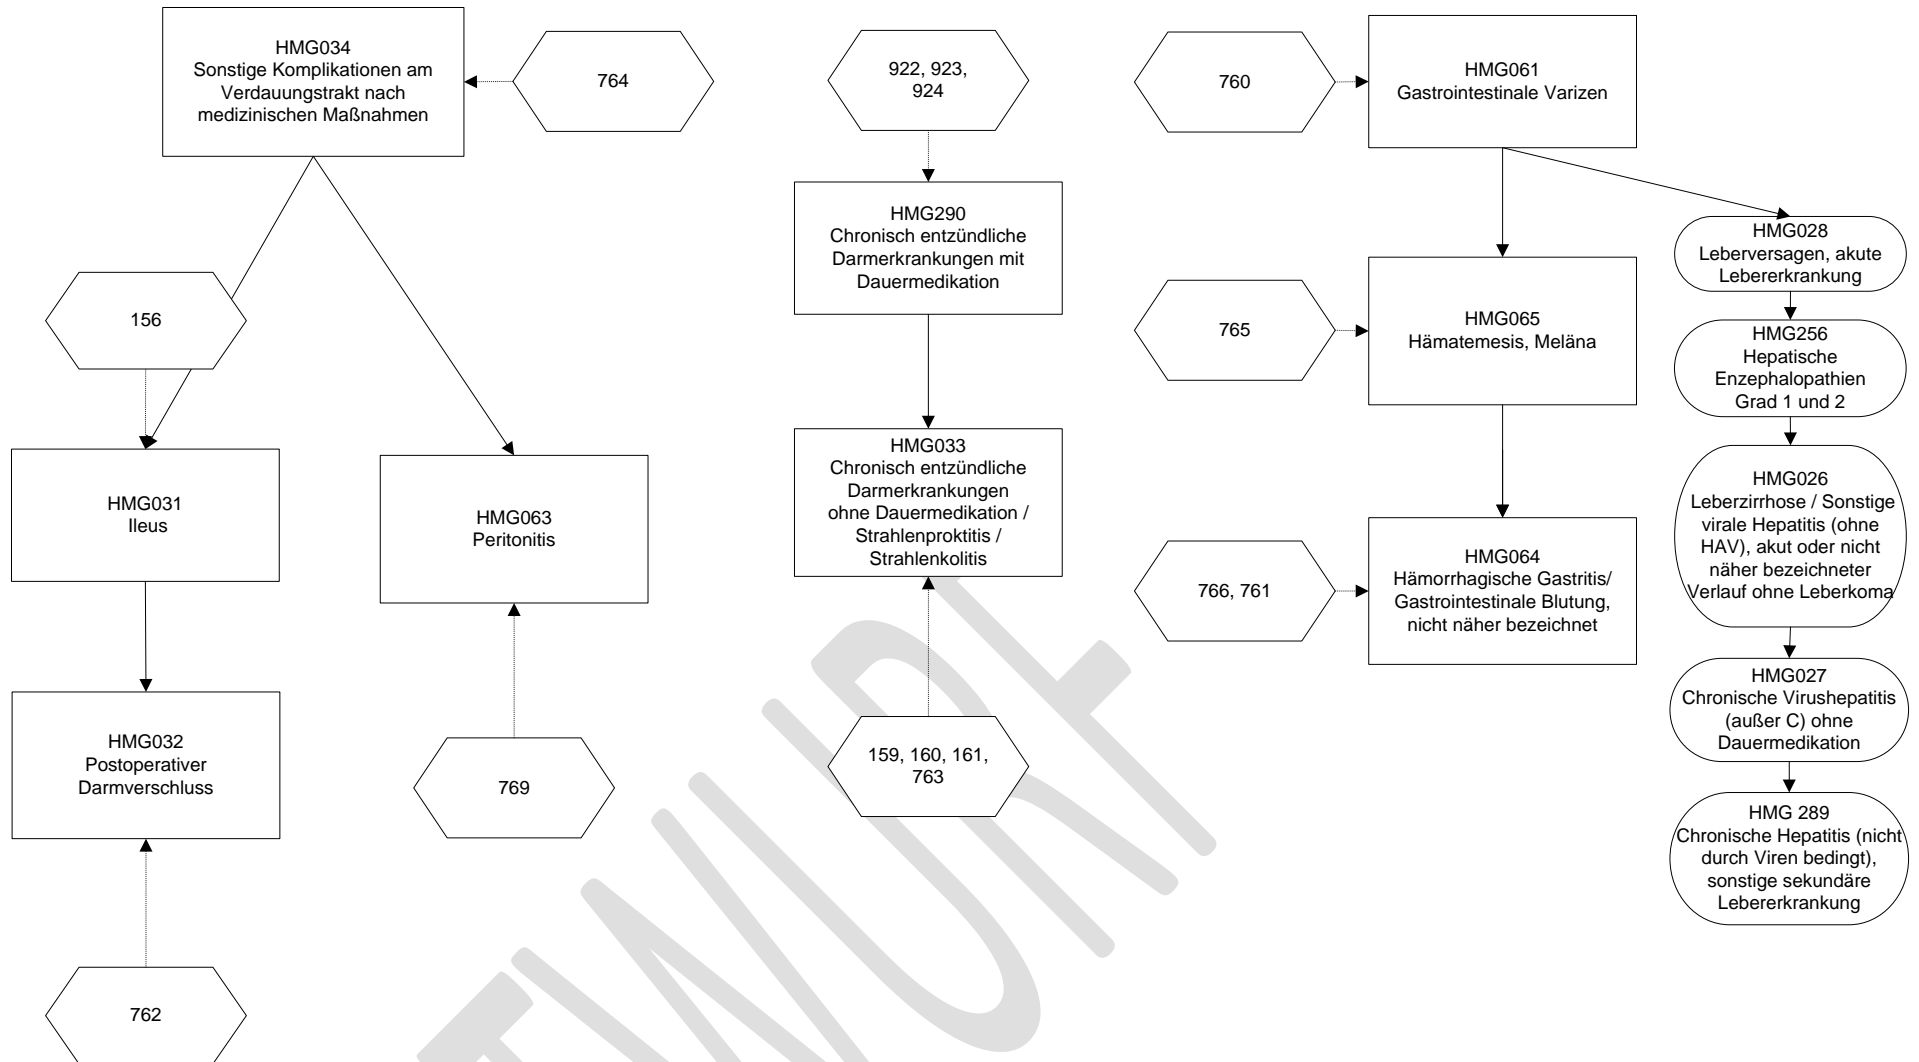 HMG034
Sonstige Komplikationen am
Verdauungstrakt nach
medizinischen Maßnahmen
764
156
HMG031
Ileus
HMG063
Peritonitis
HMG032
Postoperativer
Darmverschluss
769
762
922, 923,
924
HMG290
Chronisch entzündliche
Darmerkrankungen mit
Dauermedikation
HMG033
Chronisch entzündliche
Darmerkrankungen
ohne Dauermedikation /
Strahlenproktitis /
Strahlenkolitis
159, 160, 161,
763
760
HMG061
Gastrointestinale Varizen
765
HMG065
Hämatemesis, Meläna
766, 761
HMG064
Hämorrhagische Gastritis/
Gastrointestinale Blutung,
nicht näher bezeichnet
HMG028
Leberversagen, akute
Lebererkrankung
HMG256
Hepatische
Enzephalopathien
Grad 1 und 2
HMG026
Leberzirrhose / Sonstige
virale Hepatitis (ohne
HAV), akut oder nicht
näher bezeichneter
Verlauf ohne Leberkoma
HMG027
Chronische Virushepatitis
(außer C) ohne
Dauermedikation
HMG 289
Chronische Hepatitis (nicht
durch Viren bedingt),
sonstige sekundäre
Lebererkrankung
TWURF